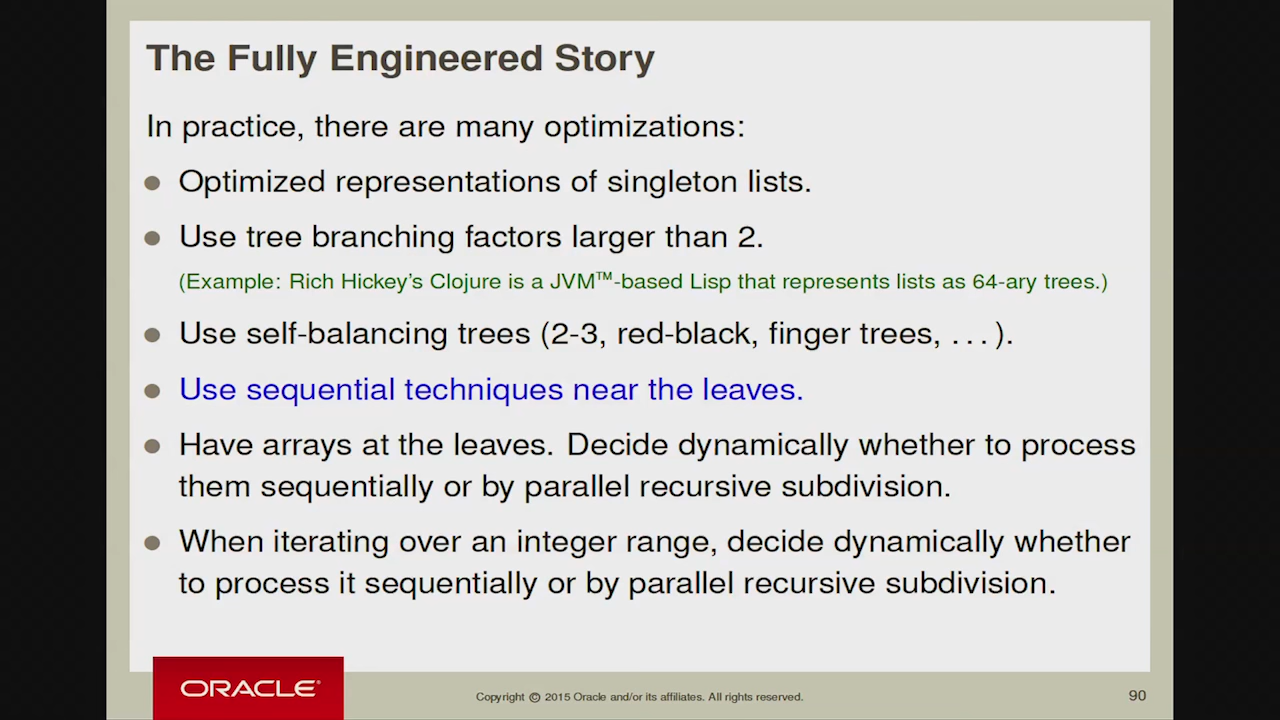 The Fully Engineered Story
In practice, there are many optimizations:
● Optimized representations of singleton lists.
● Use tree branching factors larger than 2.
(Example: Rich Hickey's Clojure is a JVM™-based Lisp that represents lists as 64-ary trees.)
● Use self-balancing trees (2-3, red-black, finger trees, . . . ).
● Use sequential techniques near the leaves.
● Have arrays at the leaves. Decide dynamically whether to process
them sequentially or by parallel recursive subdivision.
● When iterating over an integer range, decide dynamically whether
to process it sequentially or by parallel recursive subdivision.
ORACLE®
Copyright © 2015 Oracle and/or its affiliates. All rights reserved.
90